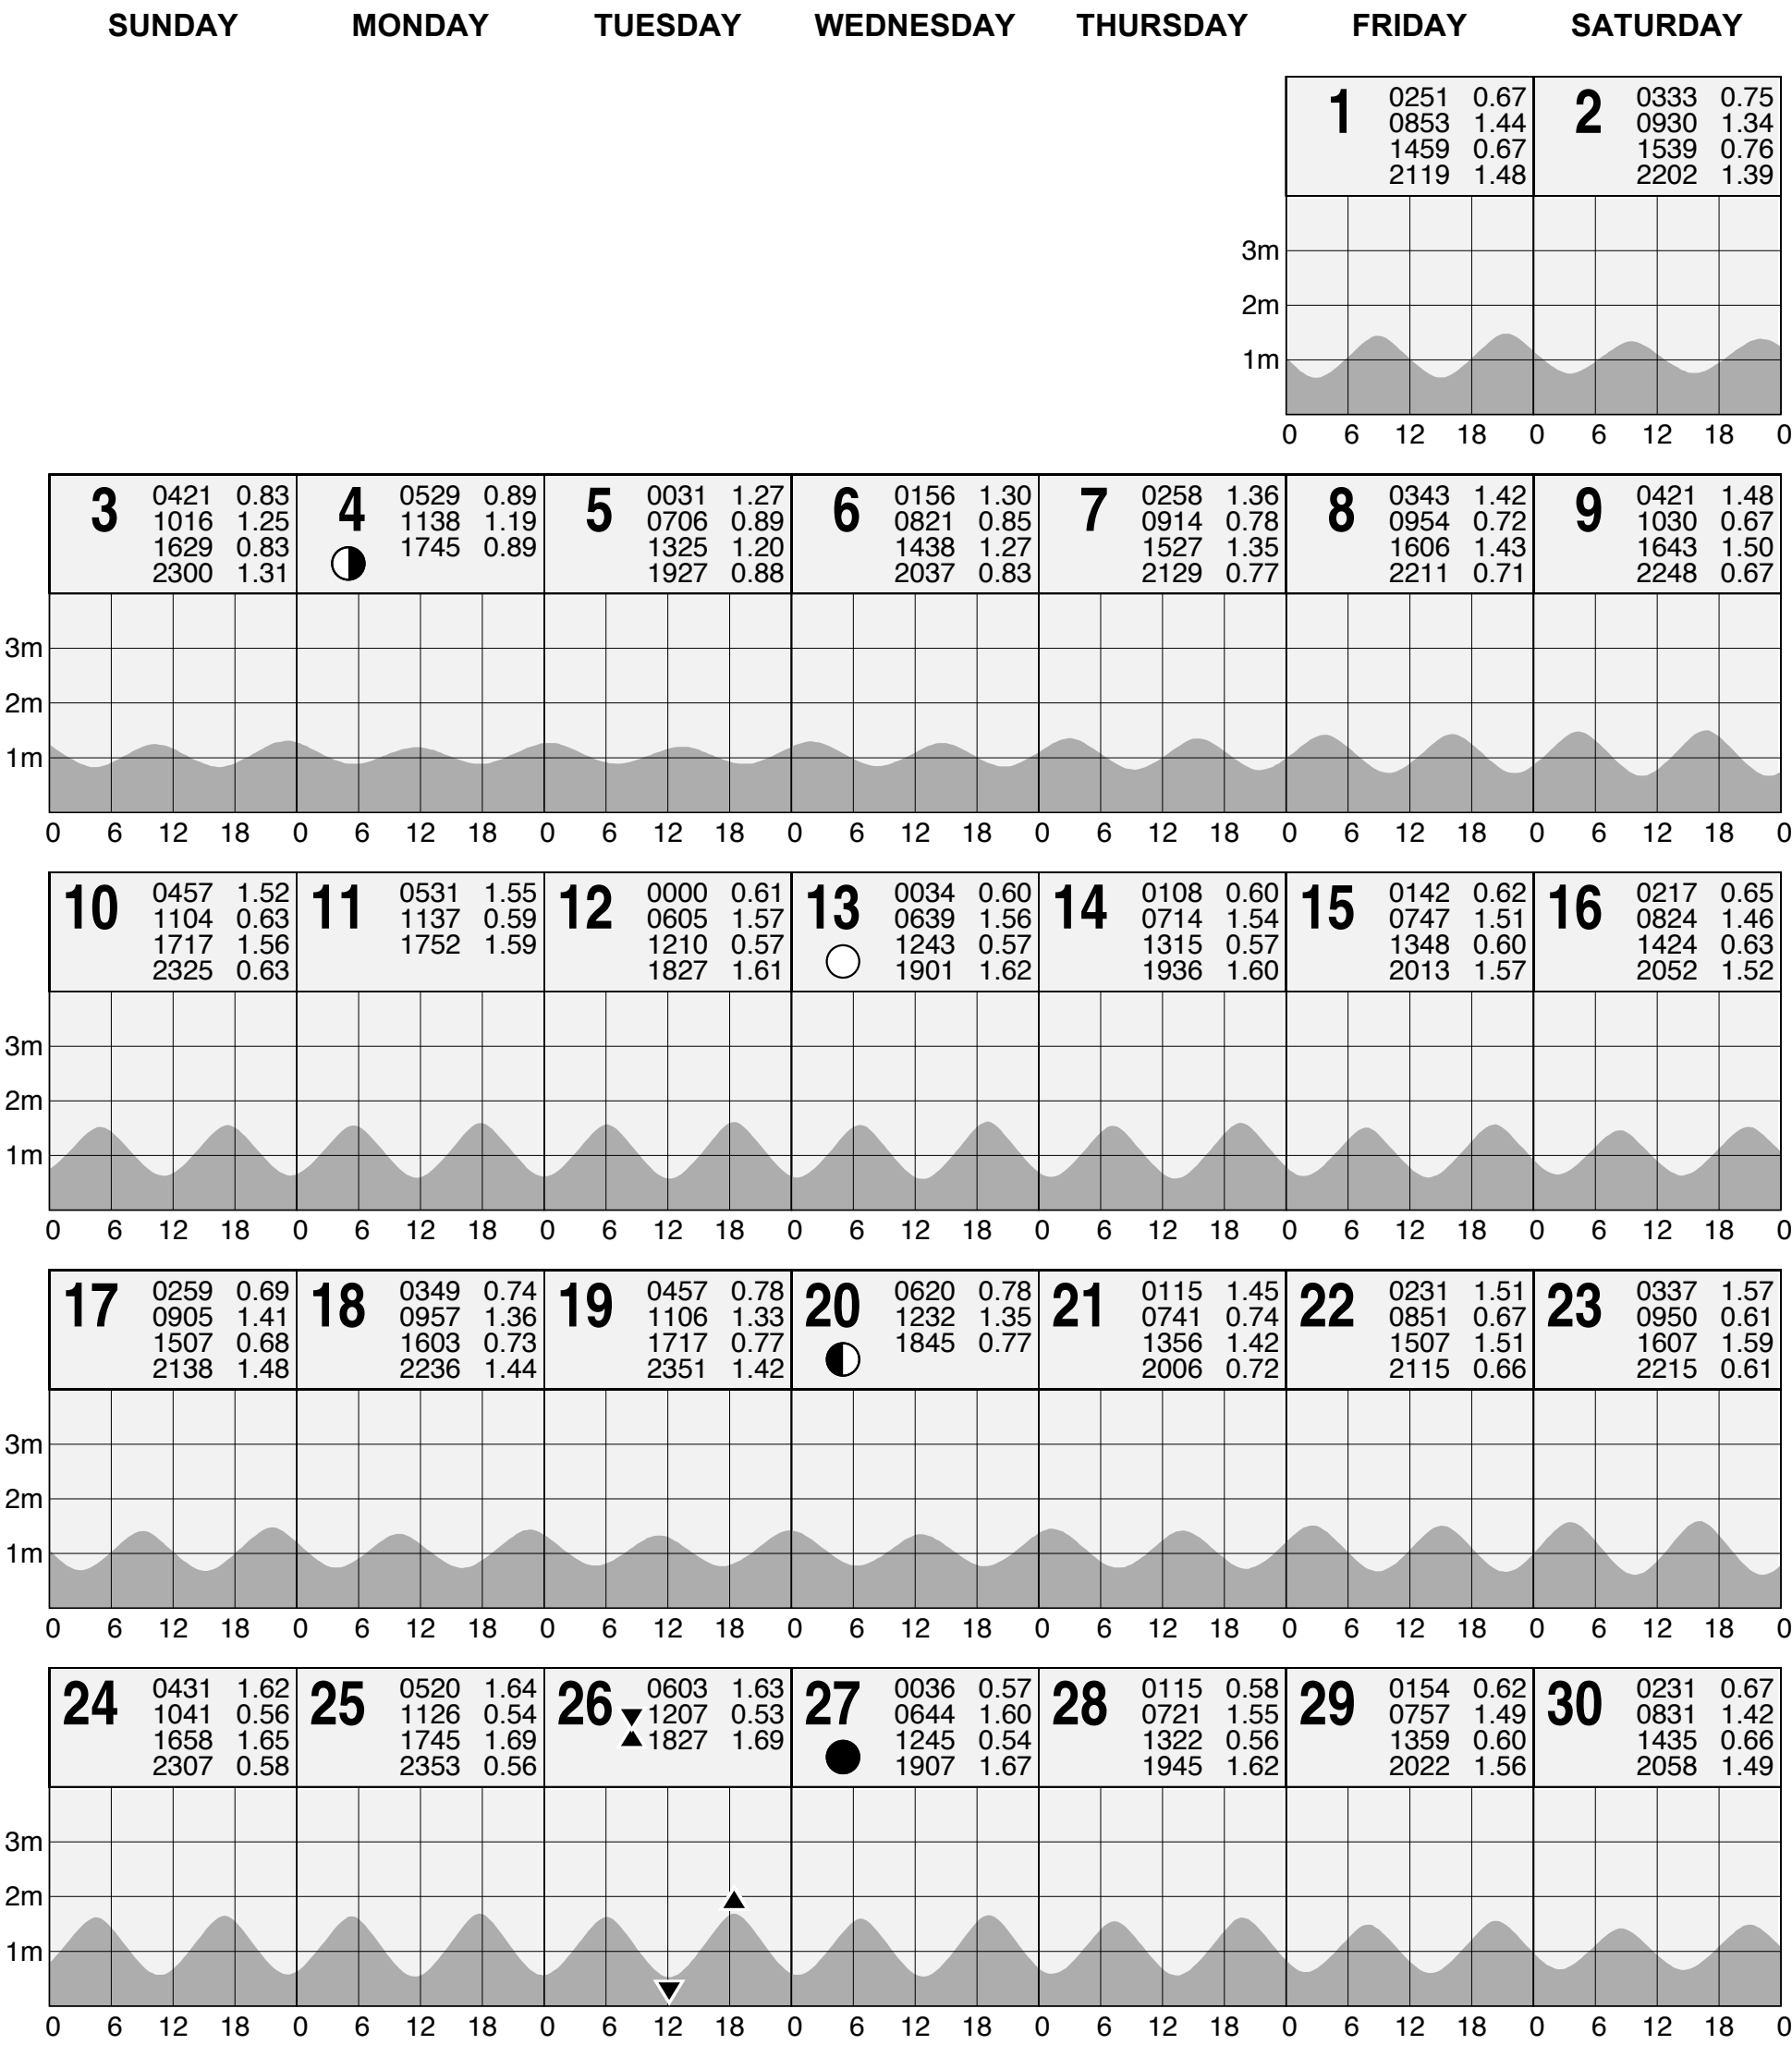 SUNDAY MONDAY TUESDAY WEDNESDAY THURSDAY FRIDAY SATURDAY
1 0251 0.67 2 0333 0.75
0853 1.44 0930 1.34
1459 0.67 1539 0.76
2119 1.48 2202 1.39
3m
2m
1m
0 6 12 18 0 6 12 18 0
3 0421 0.83 4 0529 0.89 5 0031 1.27 6 0156 1.30 7 0258 1.36 8 0343 1.42 9 0421 1.48
1016 1.25 1138 1.19 0706 0.89 0821 0.85 0914 0.78 0954 0.72 1030 0.67
1629 0.83 1745 0.89 1325 1.20 1438 1.27 1527 1.35 1606 1.43 1643 1.50
2300 1.31 1927 0.88 2037 0.83 2129 0.77 2211 0.71 2248 0.67
3m
2m
1m
0 6 12 18 0 6 12 18 0 6 12 18 0 6 12 18 0 6 12 18 0 6 12 18 0 6 12 18 0
10 0457 1.52 11 0531 1.55 12 0000 0.61 13 0034 0.60 14 0108 0.60 15 0142 0.62 16 0217 0.65
1104 0.63 1137 0.59 0605 1.57 0639 1.56 0714 1.54 0747 1.51 0824 1.46
1717 1.56 1752 1.59 1210 0.57 1243 0.57 1315 0.57 1348 0.60 1424 0.63
2325 0.63 1827 1.61 1901 1.62 1936 1.60 2013 1.57 2052 1.52
3m
2m
1m
0 6 12 18 0 6 12 18 0 6 12 18 0 6 12 18 0 6 12 18 0 6 12 18 0 6 12 18 0
17 0259 0.69 18 0349 0.74 19 0457 0.78 20 0620 0.78 21 0115 1.45 22 0231 1.51 23 0337 1.57
0905 1.41 0957 1.36 1106 1.33 1232 1.35 0741 0.74 0851 0.67 0950 0.61
1507 0.68 1603 0.73 1717 0.77 1845 0.77 1356 1.42 1507 1.51 1607 1.59
2138 1.48 2236 1.44 2351 1.42 2006 0.72 2115 0.66 2215 0.61
3m
2m
1m
0 6 12 18 0 6 12 18 0 6 12 18 0 6 12 18 0 6 12 18 0 6 12 18 0 6 12 18 0
24 0431 1.62 25 0520 1.64 26 0603 1.63 27 0036 0.57 28 0115 0.58 29 0154 0.62 30 0231 0.67
1041 0.56 1126 0.54 1207 0.53 0644 1.60 0721 1.55 0757 1.49 0831 1.42
1658 1.65 1745 1.69 1827 1.69 1245 0.54 1322 0.56 1359 0.60 1435 0.66
2307 0.58 2353 0.56 1907 1.67 1945 1.62 2022 1.56 2058 1.49
3m
2m
1m
0 6 12 18 0 6 12 18 0 6 12 18 0 6 12 18 0 6 12 18 0 6 12 18 0 6 12 18 0